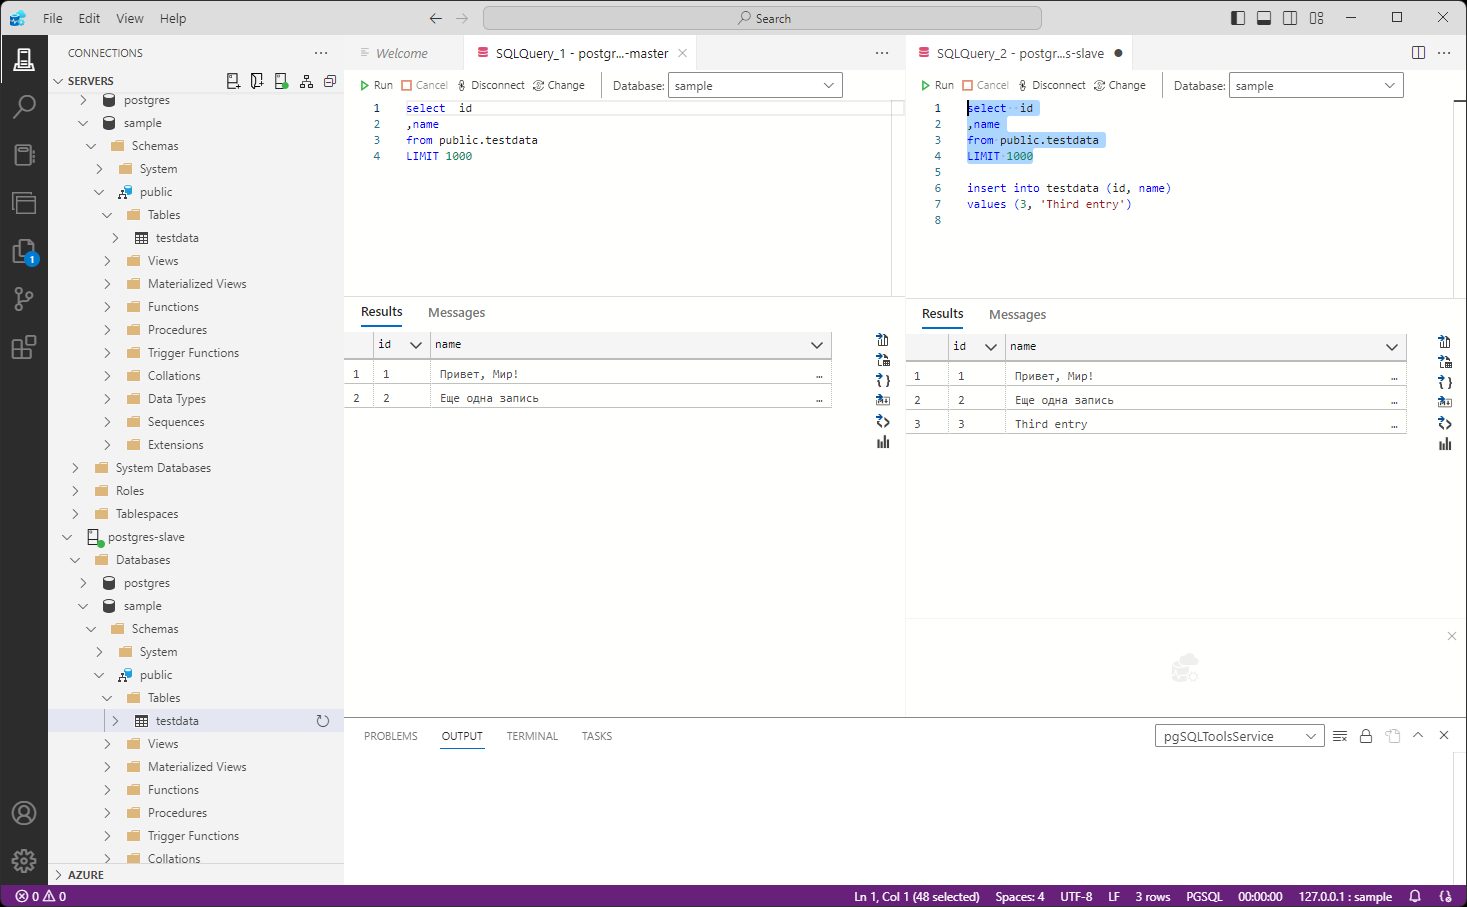 File Edit View Help
Search
CONNECTIONS
SERVERS
postgres
sample
Schemas
System
public
Tables
testdata
Views
Materialized Views
Functions
Procedures
Trigger Functions
Collations
Data Types
Sequences
Extensions
System Databases
Roles
Tablespaces
postgres-slave
Databases
postgres
sample
Schemas
System
public
Tables
testdata
Views
Materialized Views
Functions
Procedures
Trigger Functions
Collations
AZURE
1
Welcome
SQLQuery_1 - postgr...-master
Run Cancel Disconnect Change Database: sample
1 select  id
2 ,name
3 from public.testdata
4 LIMIT 1000
Results Messages
id name
1 1 Привет, Мир! ...
2 2 Еще одна запись ...
SQLQuery_2 - postgr...s-slave
Run Cancel Disconnect Change Database: sample
1 select··id
2 ,name
3 from·public.testdata
4 LIMIT·1000
5
6 insert into testdata (id, name)
7 values (3, 'Third entry')
8
Results Messages
id name
1 1 Привет, Мир! ...
2 2 Еще одна запись ...
3 3 Third entry ...
PROBLEMS OUTPUT TERMINAL TASKS
pgSQLToolsService
0 0
Ln 1, Col 1 (48 selected) Spaces: 4 UTF-8 LF 3 rows PGSQL 00:00:00 127.0.0.1 : sample